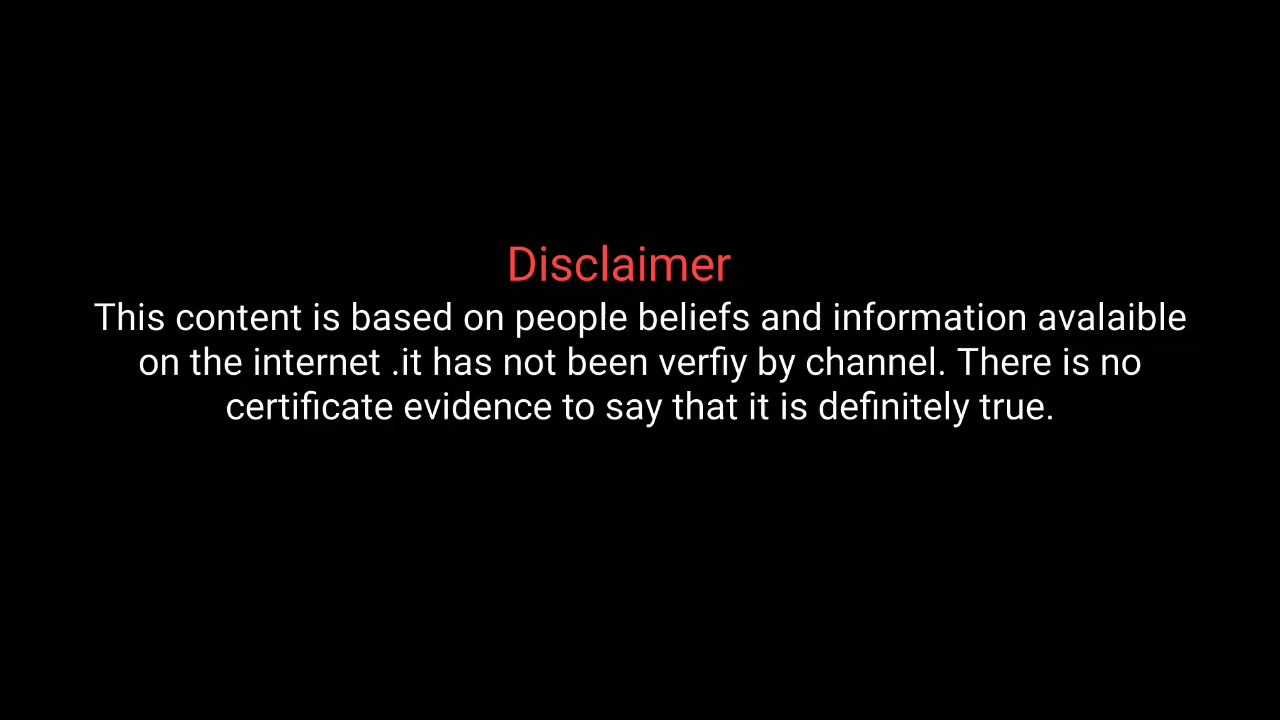 Disclaimer
This content is based on people beliefs and information avalaible
on the internet .it has not been verfiy by channel. There is no
certificate evidence to say that it is definitely true.